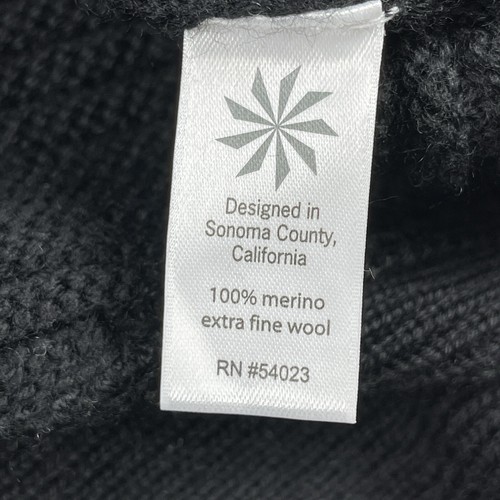 Designed in
Sonoma County,
California
100% merino
extra fine wool
RN #54023